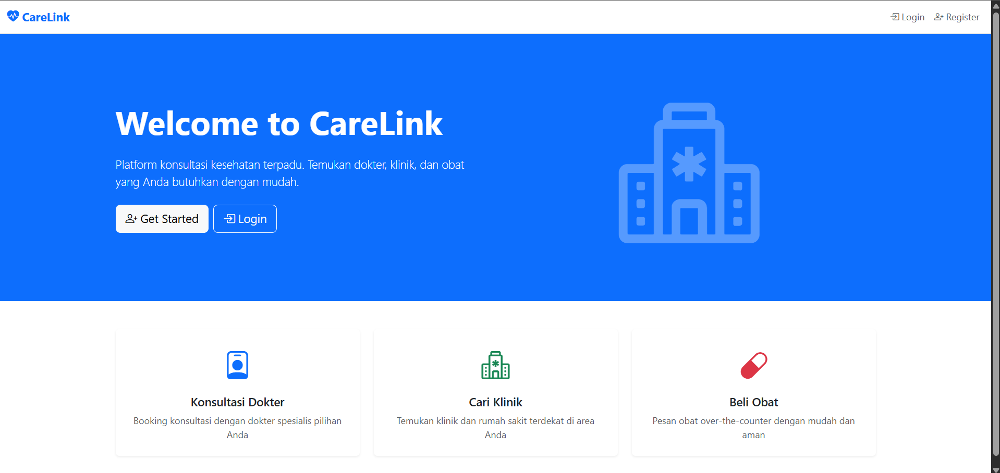 CareLink
Login
Register
Welcome to CareLink
Platform konsultasi kesehatan terpadu. Temukan dokter, klinik, dan obat
yang Anda butuhkan dengan mudah.
Get Started
Login
Konsultasi Dokter
Booking konsultasi dengan dokter spesialis pilihan
Anda
Cari Klinik
Temukan klinik dan rumah sakit terdekat di area
Anda
Beli Obat
Pesan obat over-the-counter dengan mudah dan
aman